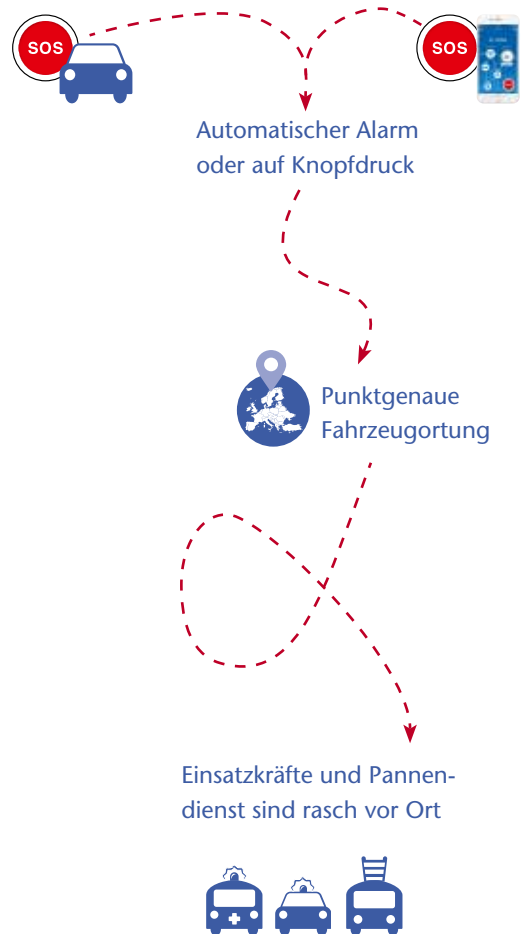 SOS
SOS
Automatischer Alarm
oder auf Knopfdruck
Punktgenaue
Fahrzeugortung
Einsatzkräfte und Pannen-
dienst sind rasch vor Ort